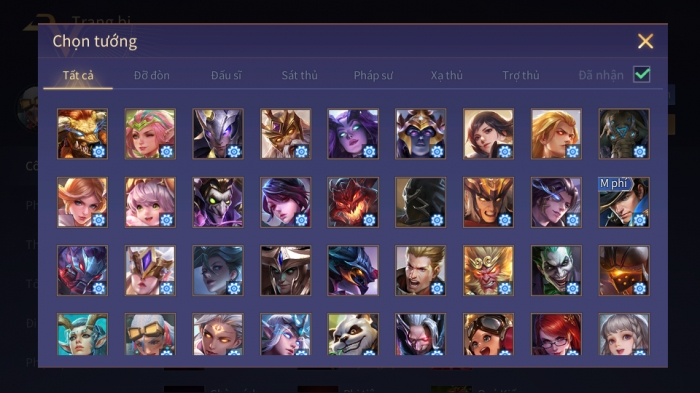 Trang bị
Chọn tướng
Tất cả
Đỡ đòn
Đấu sĩ
Sát thủ
Pháp sư
Xạ thủ
Trợ thủ
Đã nhận
M phí